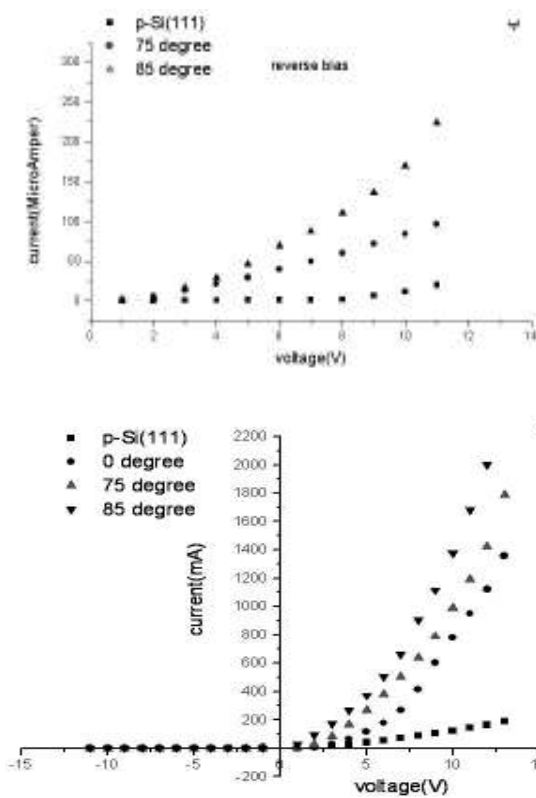 p-Si(111)
75 degree
85 degree
reverse bias
300
250
200
150
100
50
0
current(MicroAmper)
0 2 4 6 8 10 12 14
voltage(V)
p-Si(111)
0 degree
75 degree
85 degree
2200
2000
1800
1600
1400
1200
1000
800
600
400
200
0
-200
current(mA)
-15 -10 -5 0 5 10 15
voltage(V)